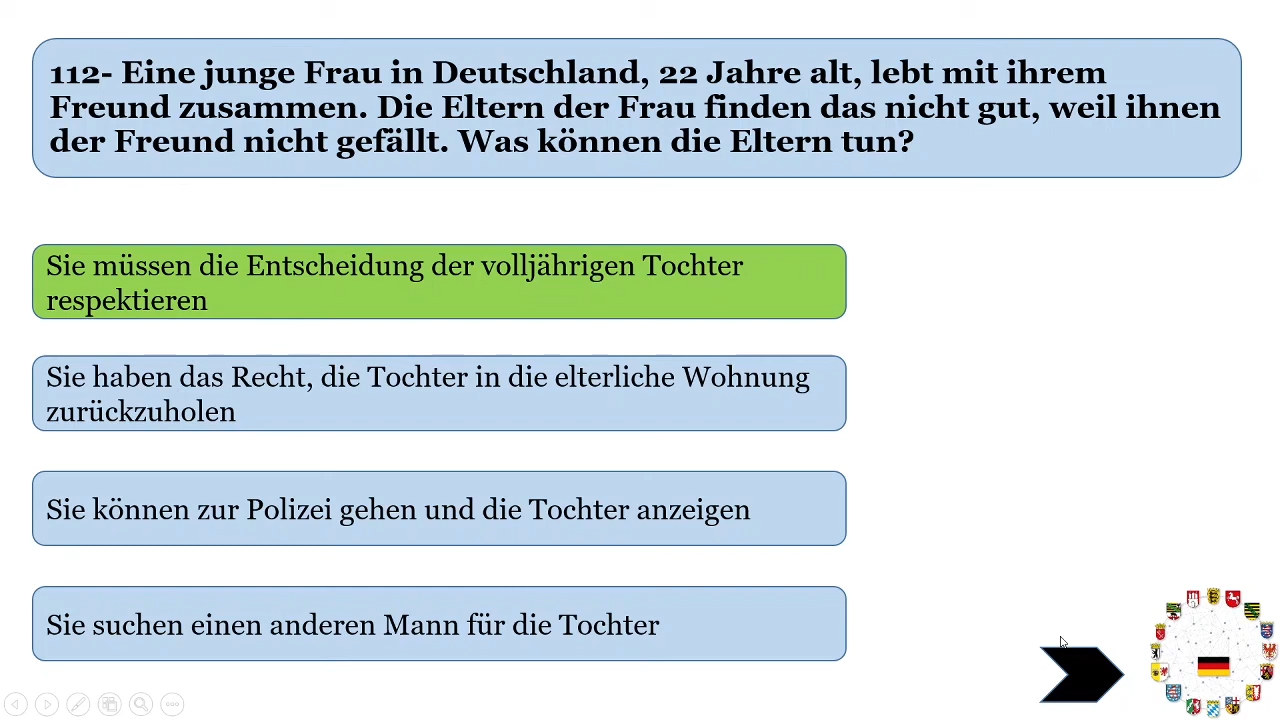 112- Eine junge Frau in Deutschland, 22 Jahre alt, lebt mit ihrem
Freund zusammen. Die Eltern der Frau finden das nicht gut, weil ihnen
der Freund nicht gefällt. Was können die Eltern tun?
Sie müssen die Entscheidung der volljährigen Tochter
respektieren
Sie haben das Recht, die Tochter in die elterliche Wohnung
zurückzuholen
Sie können zur Polizei gehen und die Tochter anzeigen
Sie suchen einen anderen Mann für die Tochter